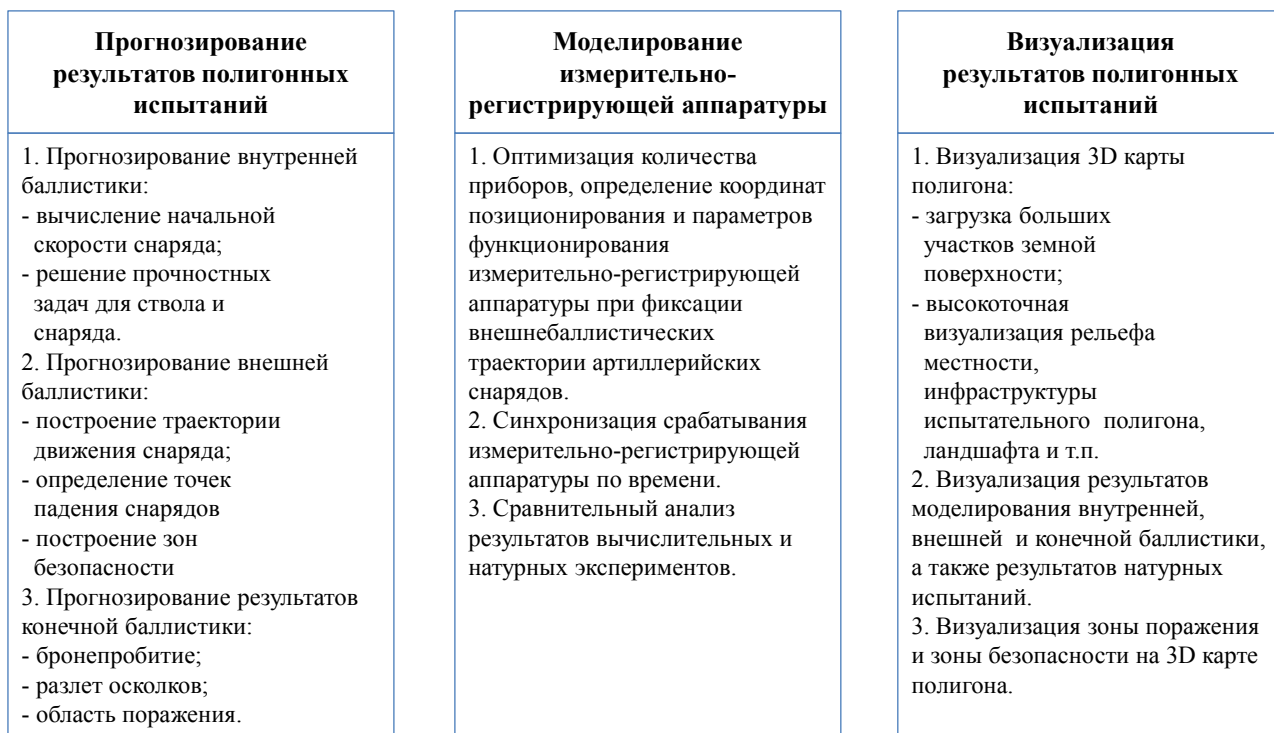 Прогнозирование
результатов полигонных
испытаний
1. Прогнозирование внутренней
баллистики:
- вычисление начальной
скорости снаряда;
- решение прочностных
задач для ствола и
снаряда.
2. Прогнозирование внешней
баллистики:
- построение траектории
движения снаряда;
- определение точек
падения снарядов
- построение зон
безопасности
3. Прогнозирование результатов
конечной баллистики:
- бронепробитие;
- разлет осколков;
- область поражения.
Моделирование
измерительно-
регистрирующей аппаратуры
1. Оптимизация количества
приборов, определение координат
позиционирования и параметров
функционирования
измерительно-регистрирующей
аппаратуры при фиксации
внешнебаллистических
траектории артиллерийских
снарядов.
2. Синхронизация срабатывания
измерительно-регистрирующей
аппаратуры по времени.
3. Сравнительный анализ
результатов вычислительных и
натурных экспериментов.
Визуализация
результатов полигонных
испытаний
1. Визуализация 3D карты
полигона:
- загрузка больших
участков земной
поверхности;
- высокоточная
визуализация рельефа
местности,
инфраструктуры
испытательного полигона,
ландшафта и т.п.
2. Визуализация результатов
моделирования внутренней,
внешней и конечной баллистики,
а также результатов натурных
испытаний.
3. Визуализация зоны поражения
и зоны безопасности на 3D карте
полигона.